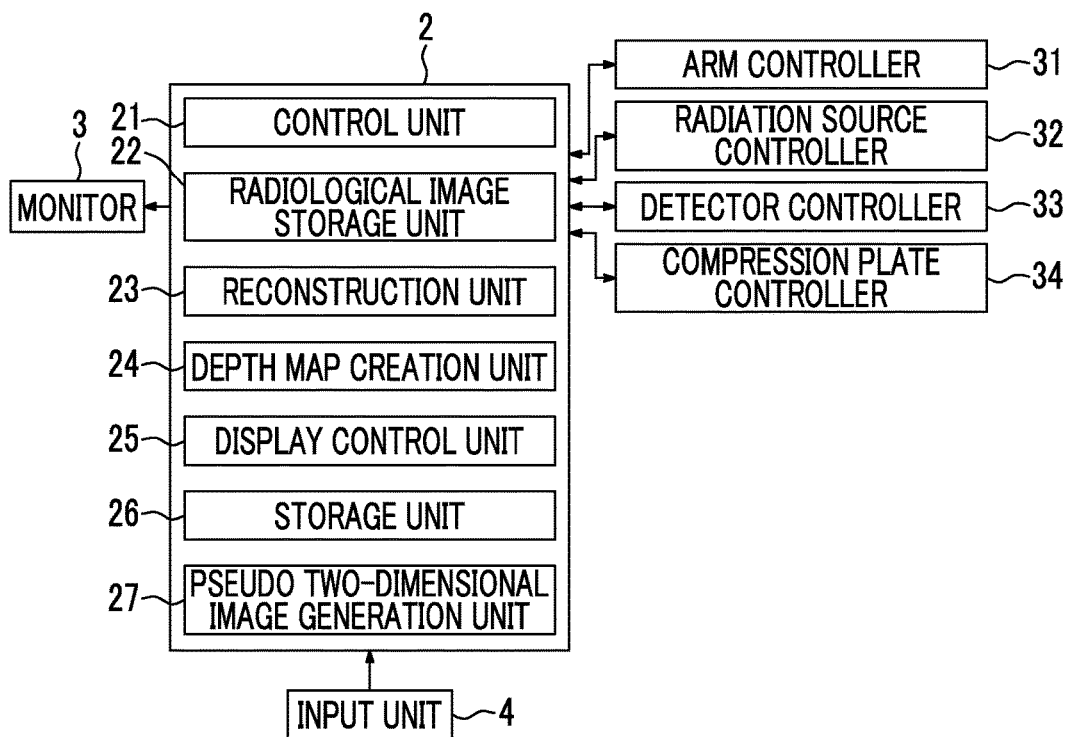 2
21
CONTROL UNIT
22
RADIOLOGICAL IMAGE
STORAGE UNIT
23
RECONSTRUCTION UNIT
24
DEPTH MAP CREATION UNIT
25
DISPLAY CONTROL UNIT
26
STORAGE UNIT
27
PSEUDO TWO-DIMENSIONAL
IMAGE GENERATION UNIT
3
MONITOR
ARM CONTROLLER
31
RADIATION SOURCE
CONTROLLER
32
DETECTOR CONTROLLER
33
COMPRESSION PLATE
CONTROLLER
34
INPUT UNIT
4